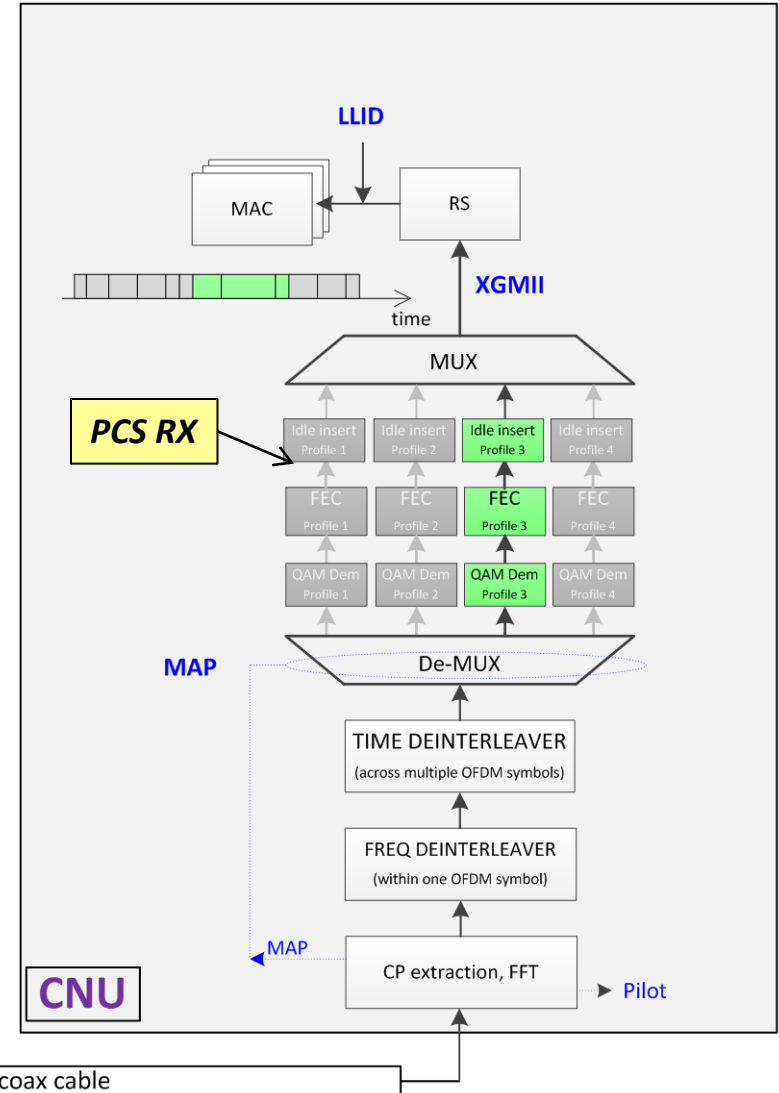 LLID
MAC
RS
XGMII
time
MUX
PCS RX
Idle insert
Profile 1
Idle insert
Profile 2
Idle insert
Profile 3
Idle insert
Profile 4
FEC
Profile 1
FEC
Profile 2
FEC
Profile 3
FEC
Profile 4
QAM Dem
Profile 1
QAM Dem
Profile 2
QAM Dem
Profile 3
QAM Dem
Profile 4
MAP
De-MUX
TIME DEINTERLEAVER
(across multiple OFDM symbols)
FREQ DEINTERLEAVER
(within one OFDM symbol)
MAP
CP extraction, FFT
Pilot
CNU
coax cable